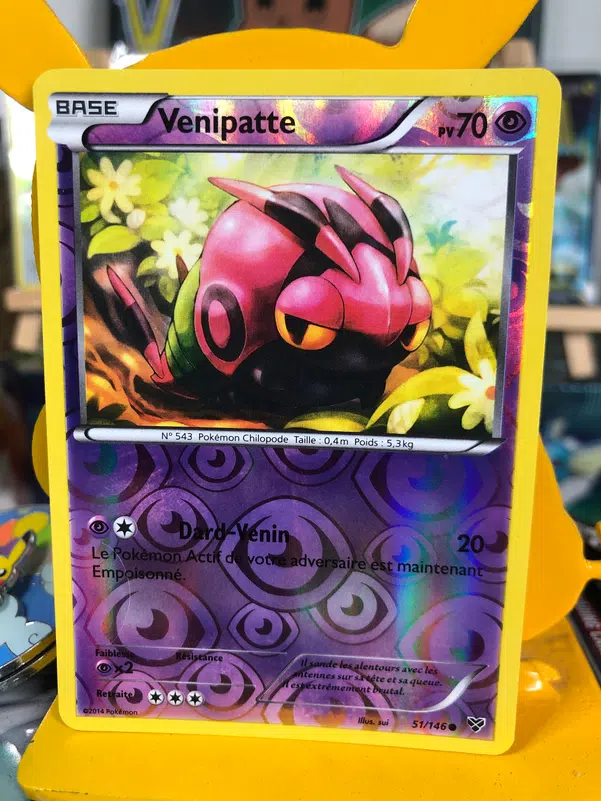 BASE Venipatte PV70
N° 543 Pokémon Chilopode Taille : 0,4m Poids : 5,3kg
Dard-Venin 20
Le Pokémon Actif de votre adversaire est maintenant
Empoisonné.
Faiblesse Résistance
×2
Retraite
Il sonde les alentours avec les
antennes sur sa tête et sa queue.
Il est extrêmement brutal.
©2014 Pokémon Illus. sui 51/146